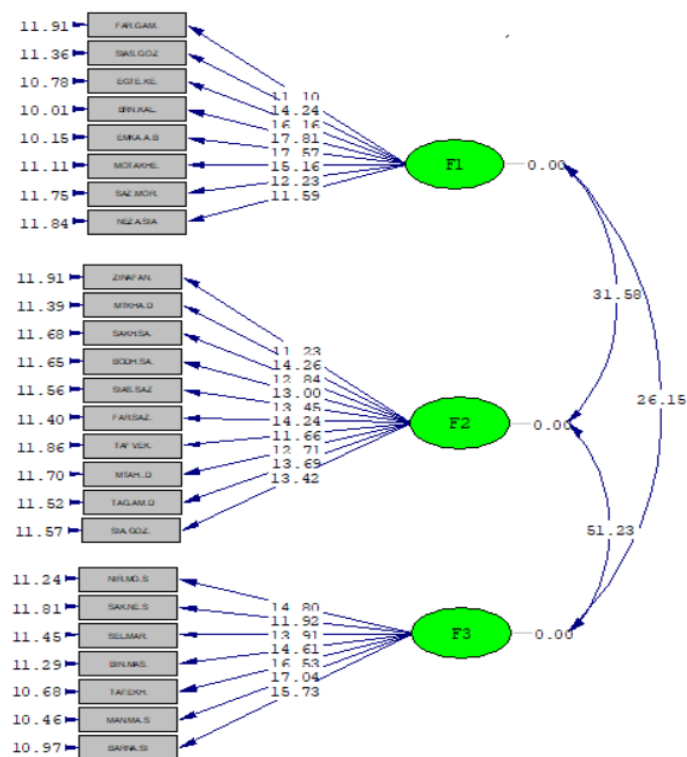 11.91 FAR.GAM. 11.10
11.36 SIAS.GOZ 14.24
10.78 EGTE.KE. 16.16
10.01 BRN.KAL. 17.81
10.15 EMKA.A.B 17.57
11.11 MOTAKHE. 15.16
11.75 SAZ.MOR. 12.23
11.84 NEZA.SIA 11.59
F1 0.00
11.91 ZINAFAN. 11.23
11.39 MTKHA.D 14.26
11.68 SAKH.SA. 12.84
11.65 BODH.SA. 13.00
11.56 SIAS.SAZ 13.45
11.40 FAR.SAZ. 14.24
11.86 TAF.VEK. 11.66
11.70 MTAH..D 12.71
11.52 TAG.AM.D 13.69
11.57 SIA.GOZ. 13.42
F2 0.00
31.58
26.15
51.23
11.24 NIR.MO.S 14.80
11.81 SAK.NE.S 11.92
11.45 SEL.MAR. 13.91
11.29 BIN.MAS. 14.61
10.68 TAF.EKH. 16.53
10.46 MAN.MA.S 17.04
10.97 BARNA.SI 15.73
F3 0.00